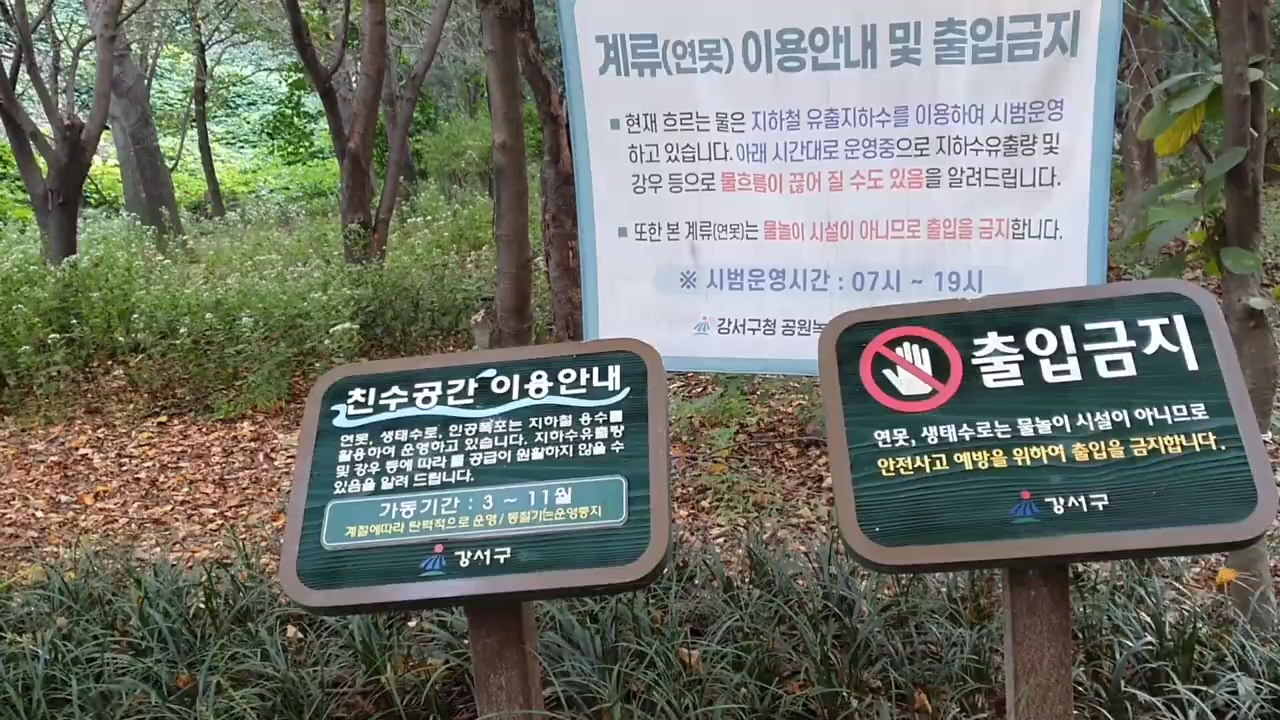 계류(연못) 이용안내 및 출입금지
■ 현재 흐르는 물은 지하철 유출지하수를 이용하여 시범운영
하고 있습니다. 아래 시간대로 운영중으로 지하수유출량 및
강우 등으로 물흐름이 끊어 질 수도 있음을 알려드립니다.
■ 또한 본 계류(연못)는 물놀이 시설이 아니므로 출입을 금지합니다.
※ 시범운영시간 : 07시 ~ 19시
강서구청 공원녹
친수공간 이용안내
연못, 생태수로, 인공폭포는 지하철 용수를
활용하여 운영하고 있습니다. 지하수유출량
및 강우 등에 따라 물 공급이 원활하지 않을 수
있음을 알려 드립니다.
가동기간 : 3 ~ 11월
계절에따라 탄력적으로 운영 / 동절기는운영중지
강서구
출입금지
연못, 생태수로는 물놀이 시설이 아니므로
안전사고 예방을 위하여 출입을 금지합니다.
강서구